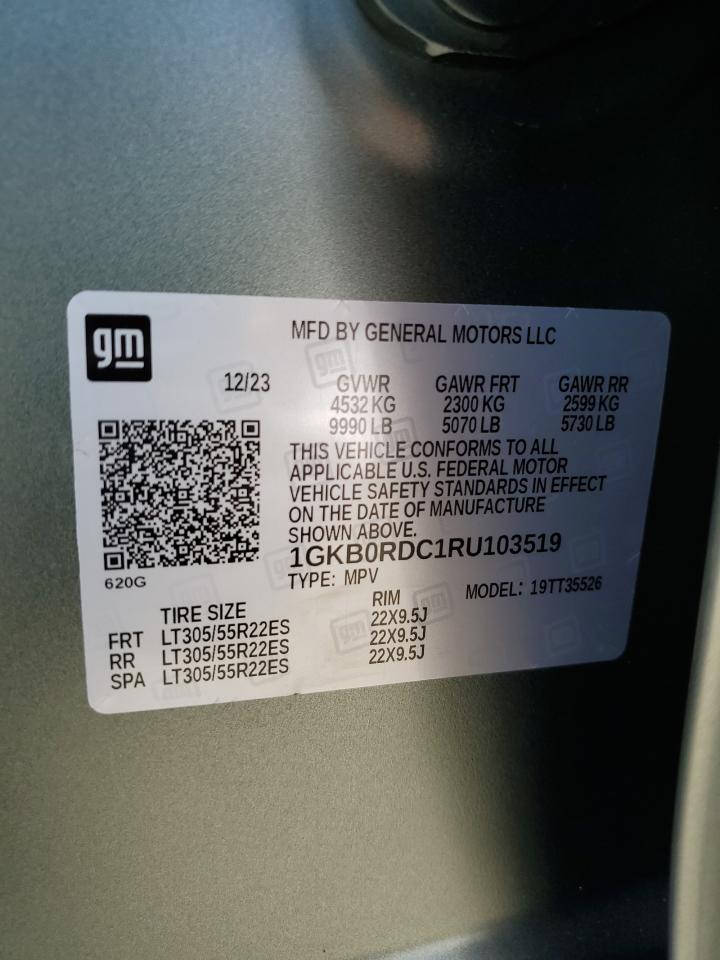 gm
MFD BY GENERAL MOTORS LLC
12/23 GVWR GAWR FRT GAWR RR
4532 KG 2300 KG 2599 KG
9990 LB 5070 LB 5730 LB
THIS VEHICLE CONFORMS TO ALL
APPLICABLE U.S. FEDERAL MOTOR
VEHICLE SAFETY STANDARDS IN EFFECT
ON THE DATE OF MANUFACTURE
SHOWN ABOVE.
1GKB0RDC1RU103519
620G
TYPE: MPV MODEL: 19TT35526
TIRE SIZE RIM
FRT LT305/55R22ES 22X9.5J
RR LT305/55R22ES 22X9.5J
SPA LT305/55R22ES 22X9.5J